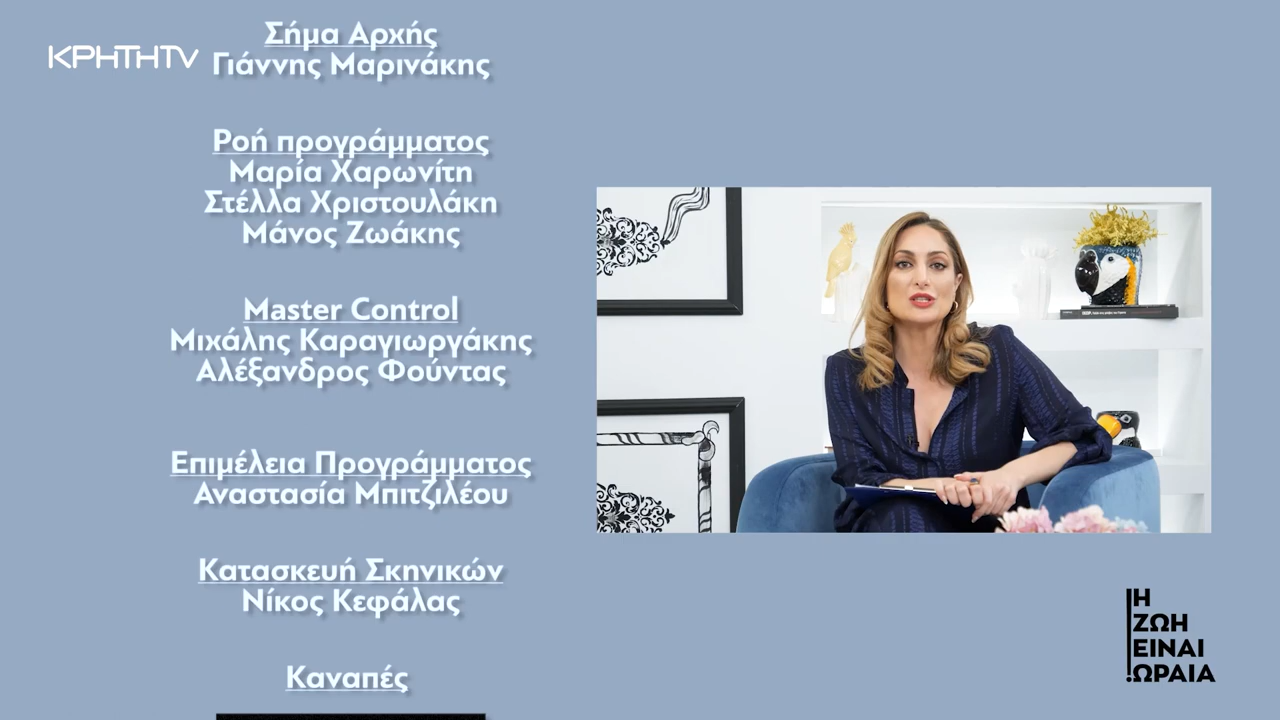 ΚΡΗΤΗTV
Σήμα Αρχής
Γιάννης Μαρινάκης
Ροή προγράμματος
Μαρία Χαρωνίτη
Στέλλα Χριστουλάκη
Μάνος Ζωάκης
Master Control
Μιχάλης Καραγιωργάκης
Αλέξανδρος Φούντας
Επιμέλεια Προγράμματος
Αναστασία Μπιτζιλέου
Κατασκευή Σκηνικών
Νίκος Κεφάλας
Καναπές
Η
ΖΩΗ
ΕΙΝΑΙ
ΩΡΑΙΑ